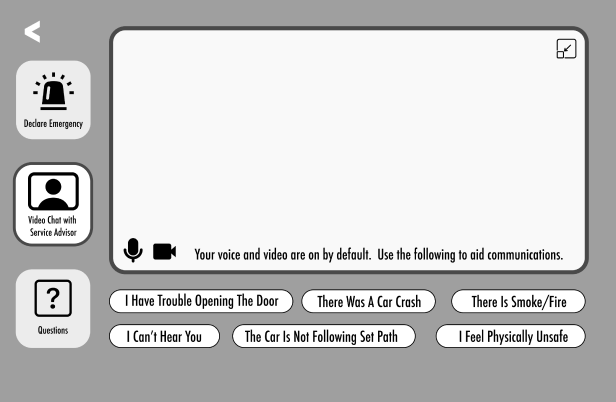 Declare Emergency
Video Chat with
Service Advisor
?
Questions
Your voice and video are on by default. Use the following to aid communications.
I Have Trouble Opening The Door
There Was A Car Crash
There Is Smoke/Fire
I Can't Hear You
The Car Is Not Following Set Path
I Feel Physically Unsafe